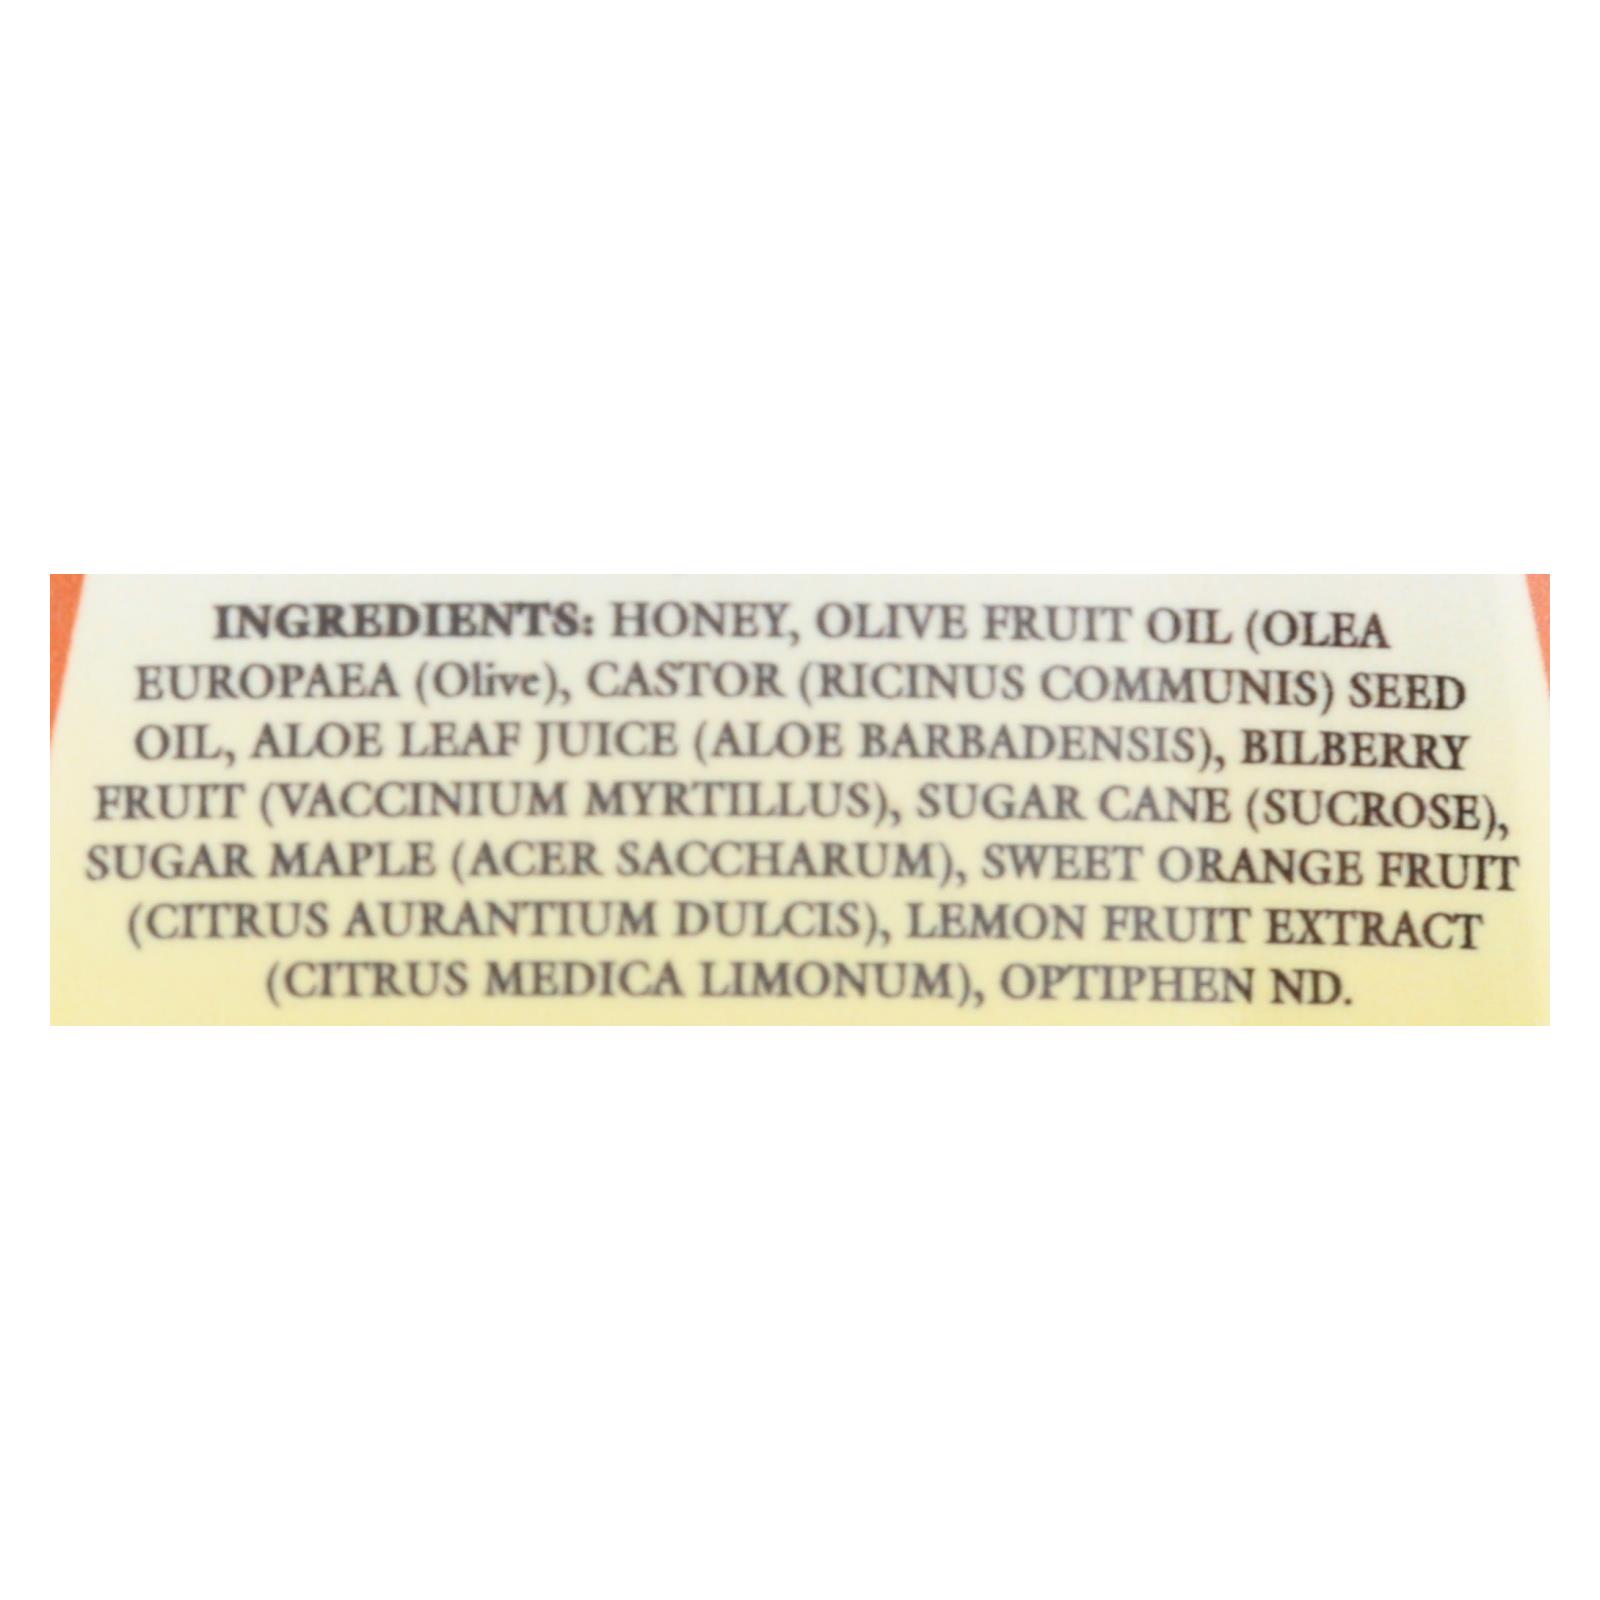 INGREDIENTS: HONEY, OLIVE FRUIT OIL (OLEA
EUROPAEA (Olive), CASTOR (RICINUS COMMUNIS) SEED
OIL, ALOE LEAF JUICE (ALOE BARBADENSIS), BILBERRY
FRUIT (VACCINIUM MYRTILLUS), SUGAR CANE (SUCROSE),
SUGAR MAPLE (ACER SACCHARUM), SWEET ORANGE FRUIT
(CITRUS AURANTIUM DULCIS), LEMON FRUIT EXTRACT
(CITRUS MEDICA LIMONUM), OPTIPHEN ND.